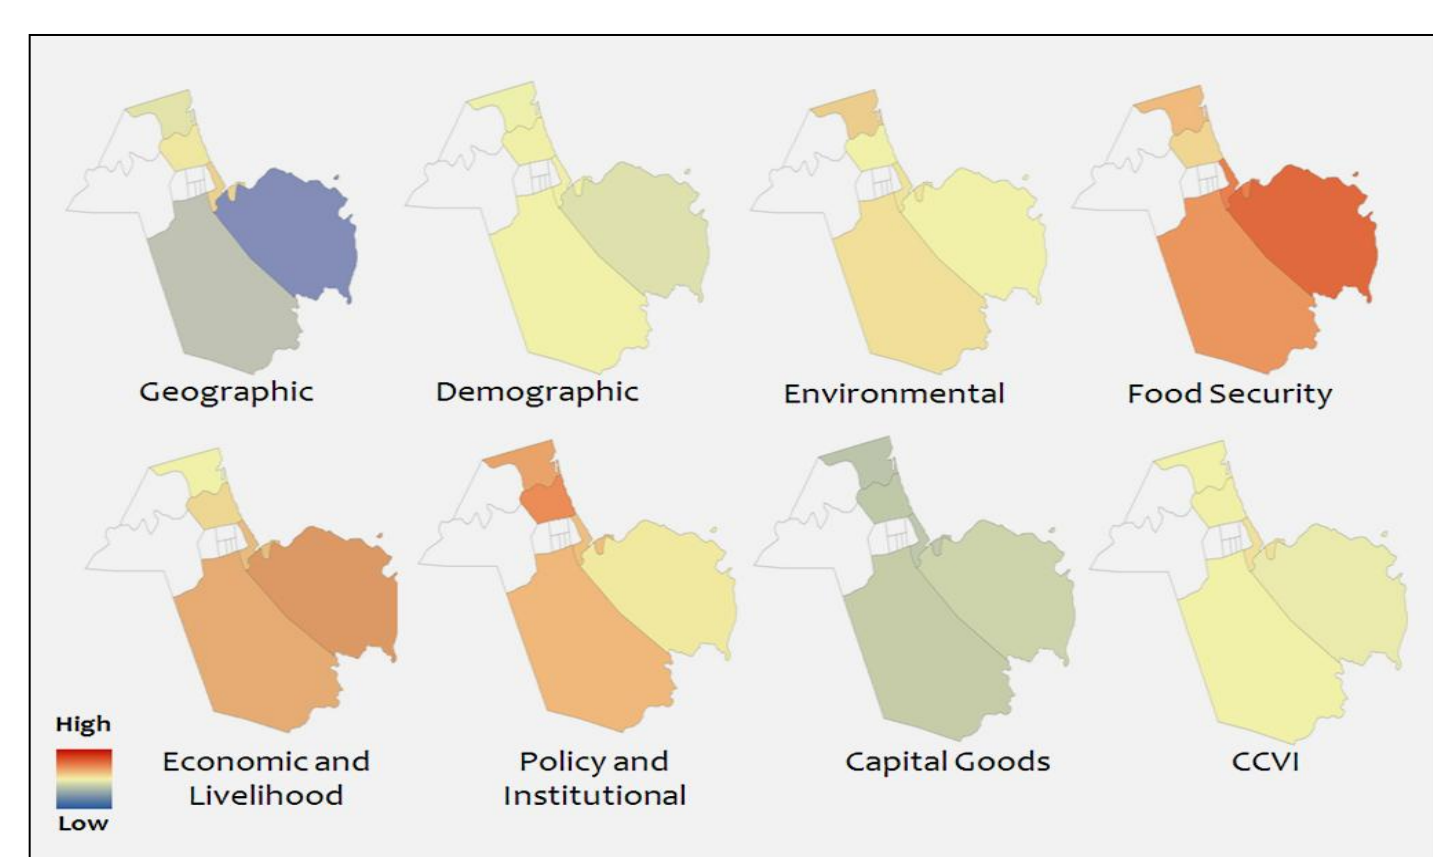 Geographic
Demographic
Environmental
Food Security
High
Low
Economic and
Livelihood
Policy and
Institutional
Capital Goods
CCVI